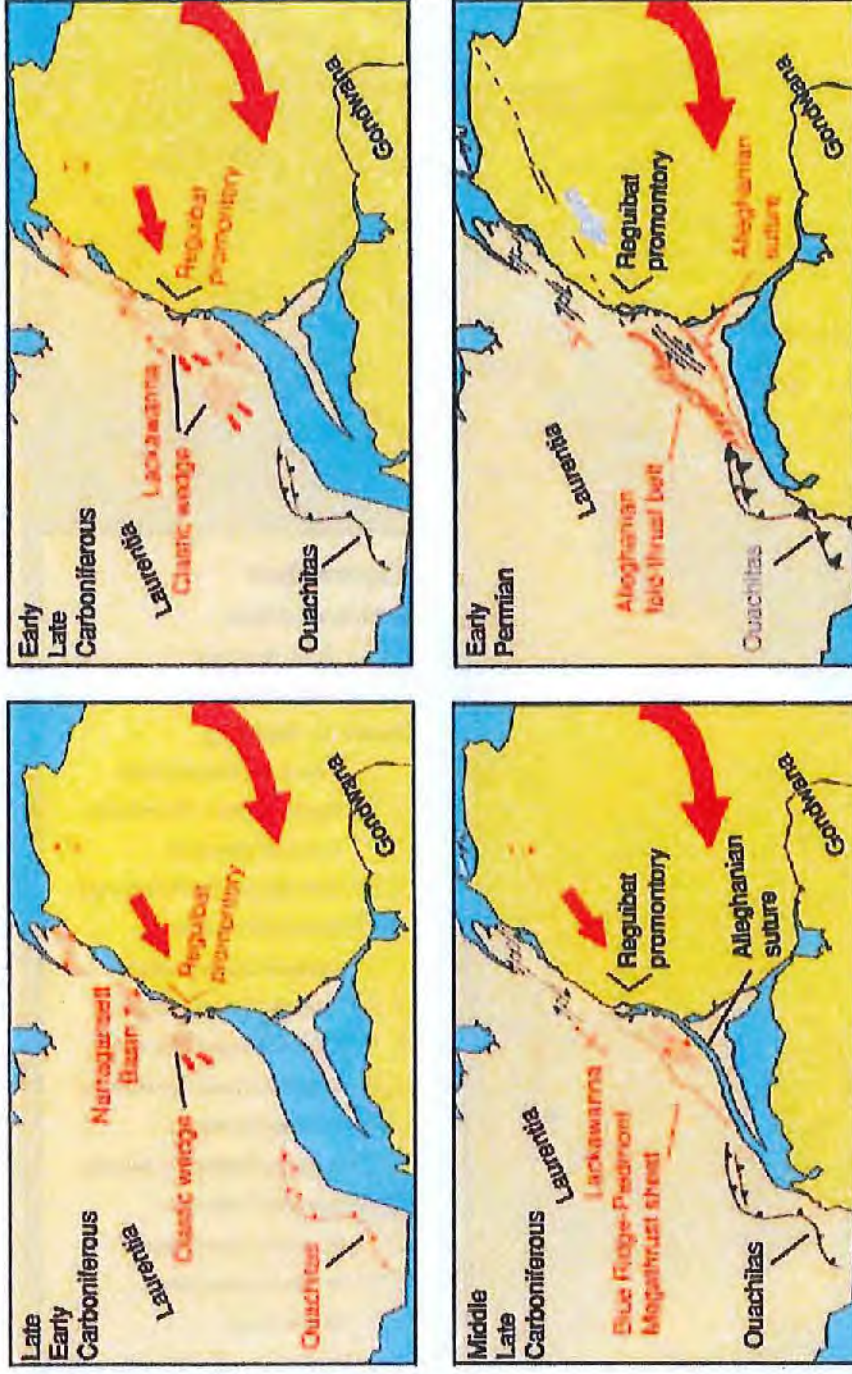 Late
Early
Carboniferous
Laurentia
Narragansett
Basin
Clastic wedge
Reguibat
promontory
Ouachitas
Gondwana
Early
Late
Carboniferous
Laurentia
Lackawanna
Clastic wedge
Reguibat
promontory
Ouachitas
Gondwana
Middle
Late
Carboniferous
Laurentia
Lackawanna
Blue Ridge-Piedmont
Megathrust sheet
Reguibat
promontory
Alleghanian
suture
Ouachitas
Gondwana
Early
Permian
Laurentia
Alleghanian
fold-thrust belt
Reguibat
promontory
Alleghanian
suture
Ouachitas
Gondwana